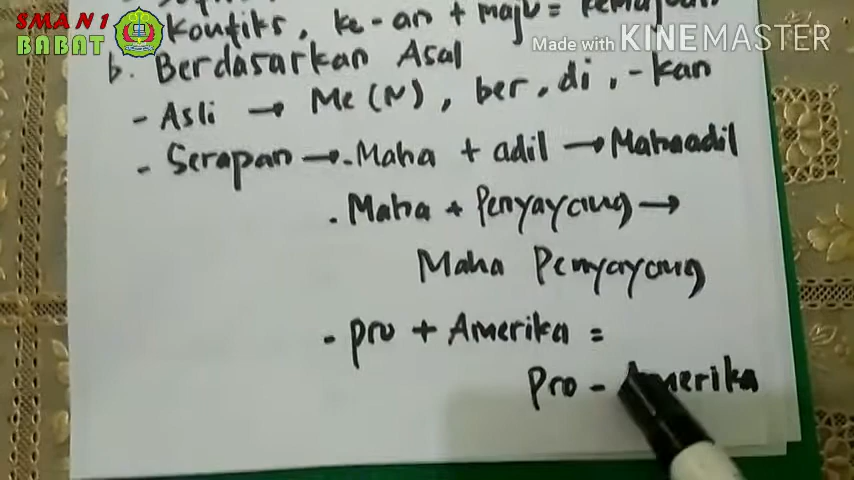 SMAN 1
BABAT
Made with KINEMASTER
Konfiks, ke-an + maju = kemajuan
b. Berdasarkan Asal
- Asli → Me (N), ber, di, -kan
- Serapan → . Maha + adil → Mahaadil
. Maha + Penyayang →
Maha Penyayang
- pro + Amerika =
pro - Amerika